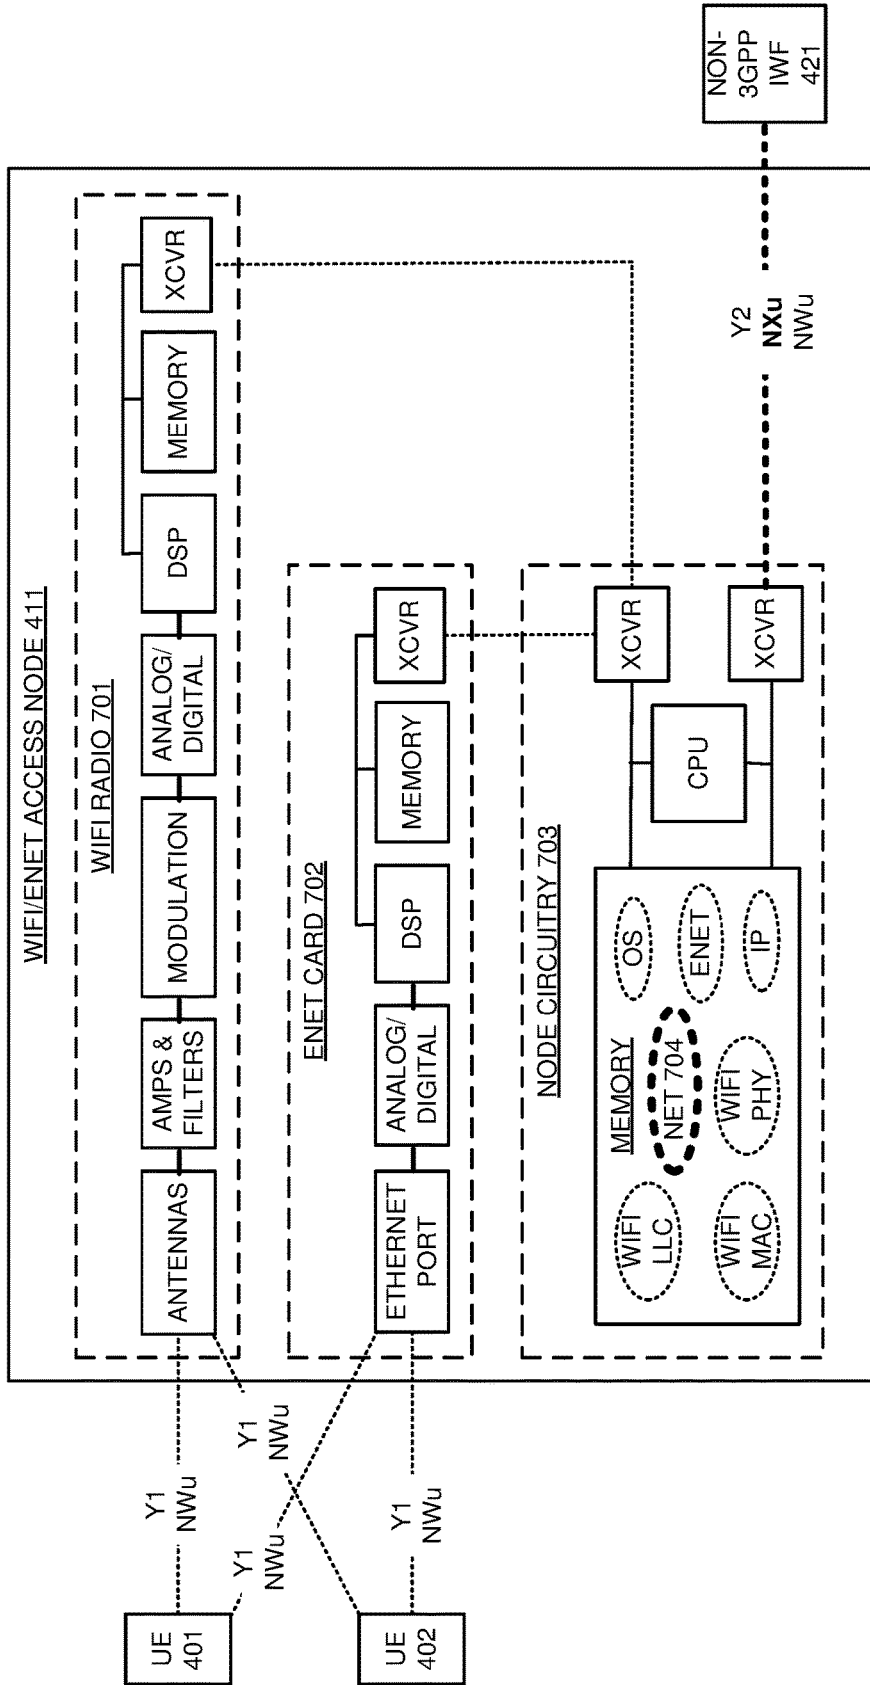 WIFI/ENET ACCESS NODE 411
WIFI RADIO 701
ANTENNAS
AMPS &
FILTERS
MODULATION
ANALOG/
DIGITAL
DSP
MEMORY
XCVR
ENET CARD 702
ETHERNET
PORT
ANALOG/
DIGITAL
DSP
MEMORY
XCVR
NODE CIRCUITRY 703
MEMORY
WIFI
LLC
NET 704
OS
ENET
WIFI
MAC
WIFI
PHY
IP
CPU
XCVR
XCVR
UE
401
UE
402
Y1
NWu
Y1
NWu
Y1
NWu
Y1
NWu
Y2
NXu
NWu
NON-
3GPP
IWF
421